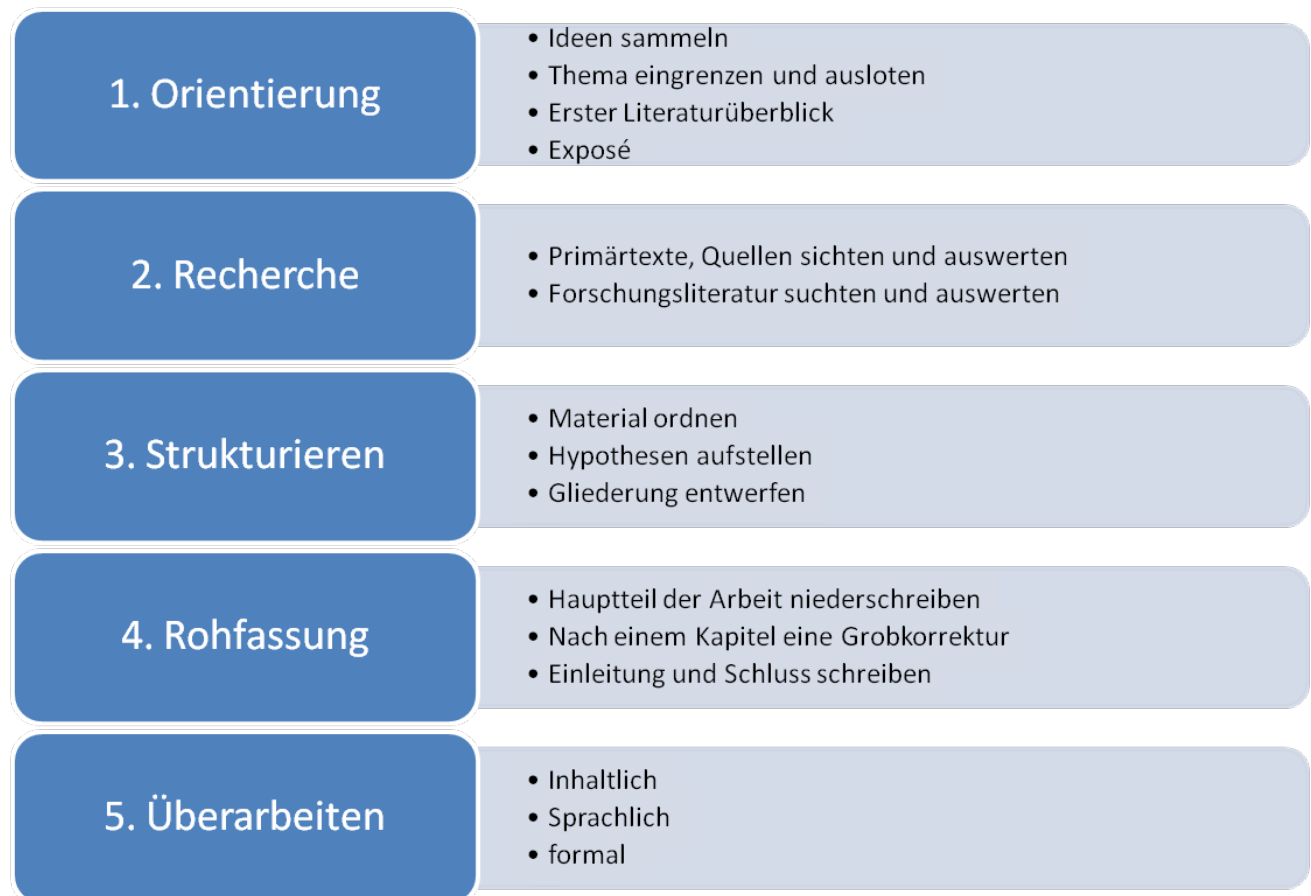 1. Orientierung
• Ideen sammeln
• Thema eingrenzen und ausloten
• Erster Literaturüberblick
• Exposé
2. Recherche
• Primärtexte, Quellen sichten und auswerten
• Forschungsliteratur suchten und auswerten
3. Strukturieren
• Material ordnen
• Hypothesen aufstellen
• Gliederung entwerfen
4. Rohfassung
• Hauptteil der Arbeit niederschreiben
• Nach einem Kapitel eine Grobkorrektur
• Einleitung und Schluss schreiben
5. Überarbeiten
• Inhaltlich
• Sprachlich
• formal